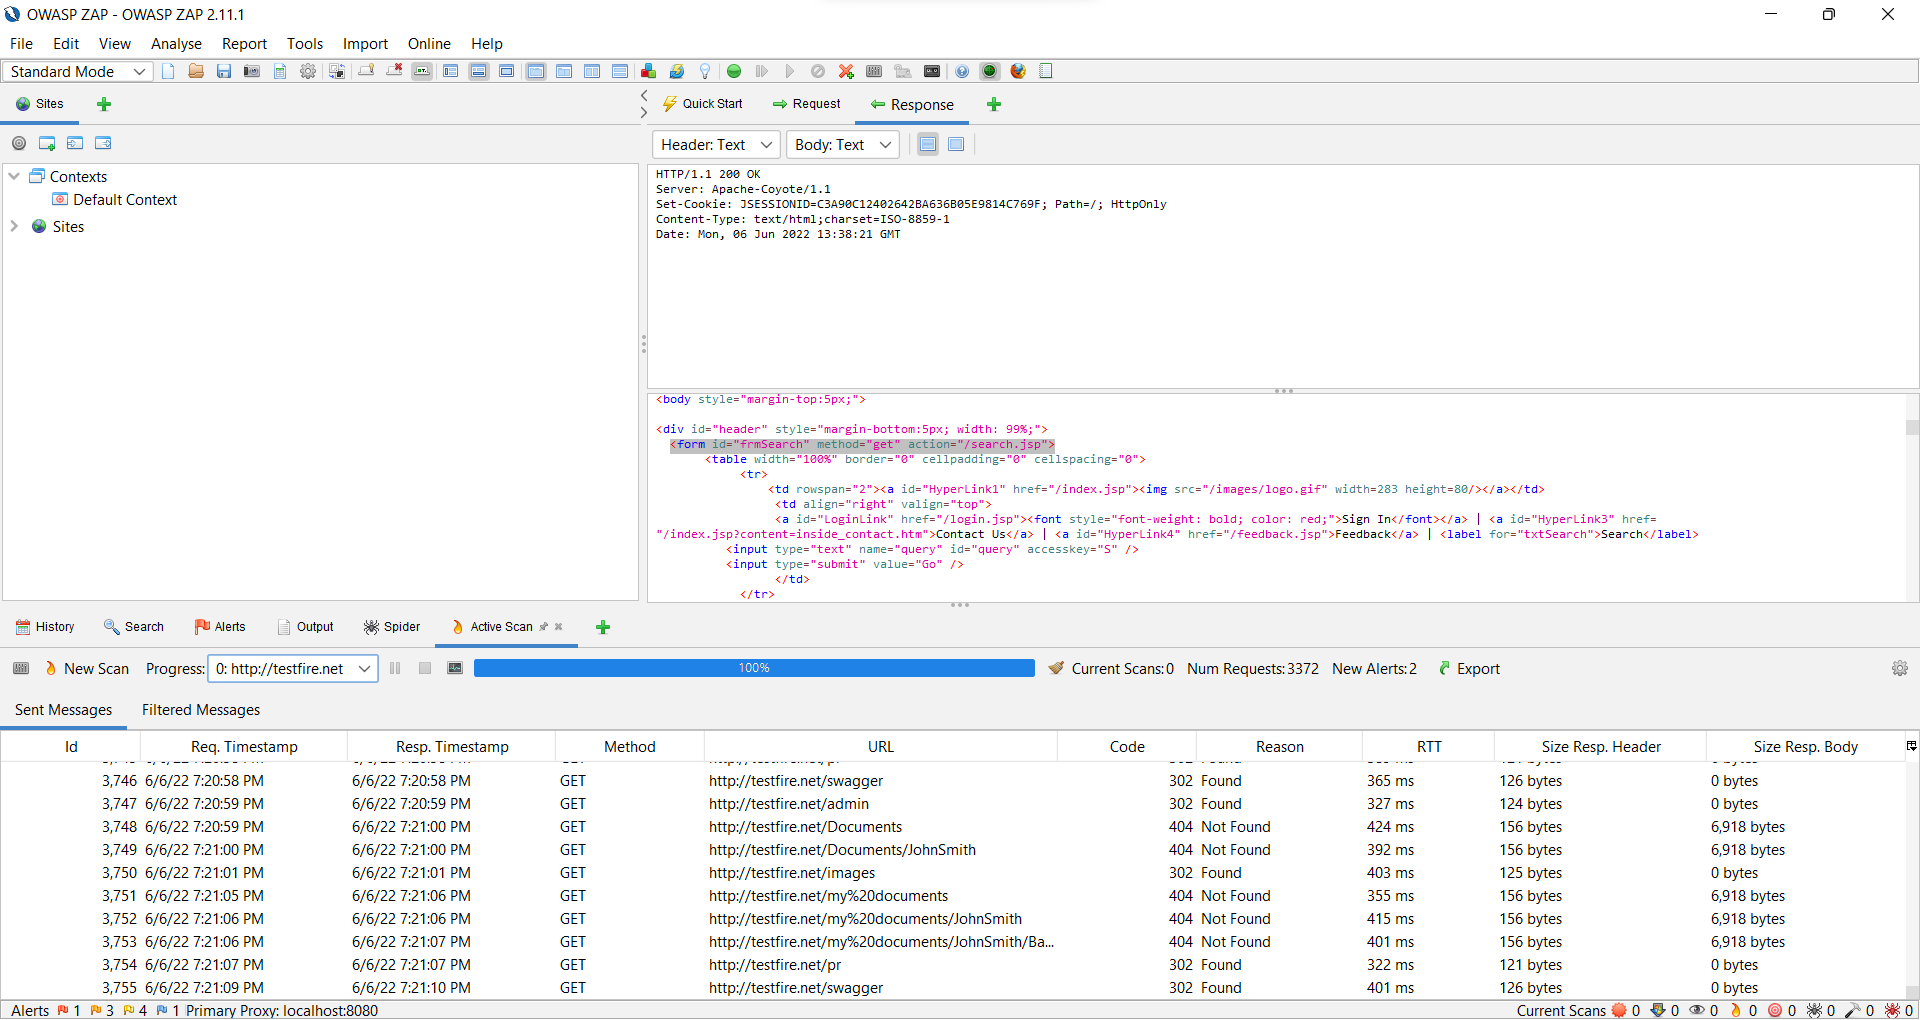 OWASP ZAP - OWASP ZAP 2.11.1
File Edit View Analyse Report Tools Import Online Help
Standard Mode
Sites
Quick Start Request Response
Header: Text Body: Text
Contexts
Default Context
Sites
HTTP/1.1 200 OK
Server: Apache-Coyote/1.1
Set-Cookie: JSESSIONID=C3A90C12402642BA636B05E9814C769F; Path=/; HttpOnly
Content-Type: text/html;charset=ISO-8859-1
Date: Mon, 06 Jun 2022 13:38:21 GMT
<body style="margin-top:5px;">
<div id="header" style="margin-bottom:5px; width: 99%;">
<form id="frmSearch" method="get" action="/search.jsp">
<table width="100%" border="0" cellpadding="0" cellspacing="0">
<tr>
<td rowspan="2"><a id="HyperLink1" href="/index.jsp"><img src="/images/logo.gif" width=283 height=80/></a></td>
<td align="right" valign="top">
<a id="LoginLink" href="/login.jsp"><font style="font-weight: bold; color: red;">Sign In</font></a> | <a id="HyperLink3" href=
"/index.jsp?content=inside_contact.htm">Contact Us</a> | <a id="HyperLink4" href="/feedback.jsp">Feedback</a> | <label for="txtSearch">Search</label>
<input type="text" name="query" id="query" accesskey="S" />
<input type="submit" value="Go" />
</td>
</tr>
History Search Alerts Output Spider Active Scan
New Scan Progress: 0: http://testfire.net 100% Current Scans:0 Num Requests:3372 New Alerts:2 Export
Sent Messages Filtered Messages
Id Req. Timestamp Resp. Timestamp Method URL Code Reason RTT Size Resp. Header Size Resp. Body
3,746 6/6/22 7:20:58 PM 6/6/22 7:20:58 PM GET http://testfire.net/swagger 302 Found 365 ms 126 bytes 0 bytes
3,747 6/6/22 7:20:59 PM 6/6/22 7:20:59 PM GET http://testfire.net/admin 302 Found 327 ms 124 bytes 0 bytes
3,748 6/6/22 7:20:59 PM 6/6/22 7:21:00 PM GET http://testfire.net/Documents 404 Not Found 424 ms 156 bytes 6,918 bytes
3,749 6/6/22 7:21:00 PM 6/6/22 7:21:00 PM GET http://testfire.net/Documents/JohnSmith 404 Not Found 392 ms 156 bytes 6,918 bytes
3,750 6/6/22 7:21:01 PM 6/6/22 7:21:01 PM GET http://testfire.net/images 302 Found 403 ms 125 bytes 0 bytes
3,751 6/6/22 7:21:05 PM 6/6/22 7:21:06 PM GET http://testfire.net/my%20documents 404 Not Found 355 ms 156 bytes 6,918 bytes
3,752 6/6/22 7:21:06 PM 6/6/22 7:21:06 PM GET http://testfire.net/my%20documents/JohnSmith 404 Not Found 415 ms 156 bytes 6,918 bytes
3,753 6/6/22 7:21:06 PM 6/6/22 7:21:07 PM GET http://testfire.net/my%20documents/JohnSmith/Ba... 404 Not Found 401 ms 156 bytes 6,918 bytes
3,754 6/6/22 7:21:07 PM 6/6/22 7:21:07 PM GET http://testfire.net/pr 302 Found 322 ms 121 bytes 0 bytes
3,755 6/6/22 7:21:09 PM 6/6/22 7:21:10 PM GET http://testfire.net/swagger 302 Found 401 ms 126 bytes 0 bytes
Alerts 1 3 4 1 Primary Proxy: localhost:8080 Current Scans 0 0 0 0 0 0 0 0